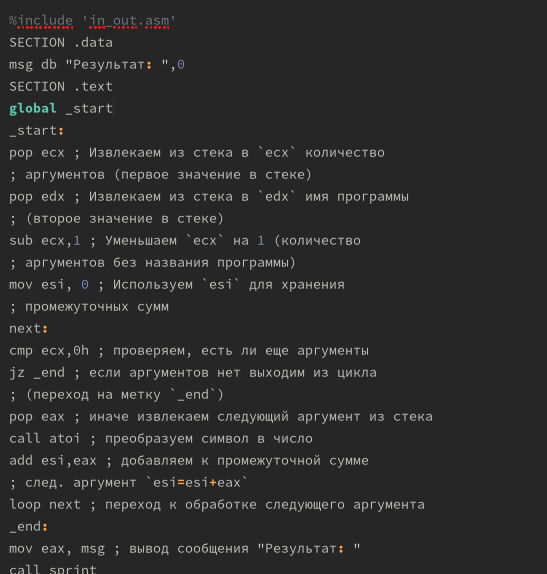 %include 'in_out.asm'
SECTION .data
msg db "Результат: ",0
SECTION .text
global _start
_start:
pop ecx ; Извлекаем из стека в `ecx` количество
; аргументов (первое значение в стеке)
pop edx ; Извлекаем из стека в `edx` имя программы
; (второе значение в стеке)
sub ecx,1 ; Уменьшаем `ecx` на 1 (количество
; аргументов без названия программы)
mov esi, 0 ; Используем `esi` для хранения
; промежуточных сумм
next:
cmp ecx,0h ; проверяем, есть ли еще аргументы
jz _end ; если аргументов нет выходим из цикла
; (переход на метку `_end`)
pop eax ; иначе извлекаем следующий аргумент из стека
call atoi ; преобразуем символ в число
add esi,eax ; добавляем к промежуточной сумме
; след. аргумент `esi=esi+eax`
loop next ; переход к обработке следующего аргумента
_end:
mov eax, msg ; вывод сообщения "Результат: "
call sprint